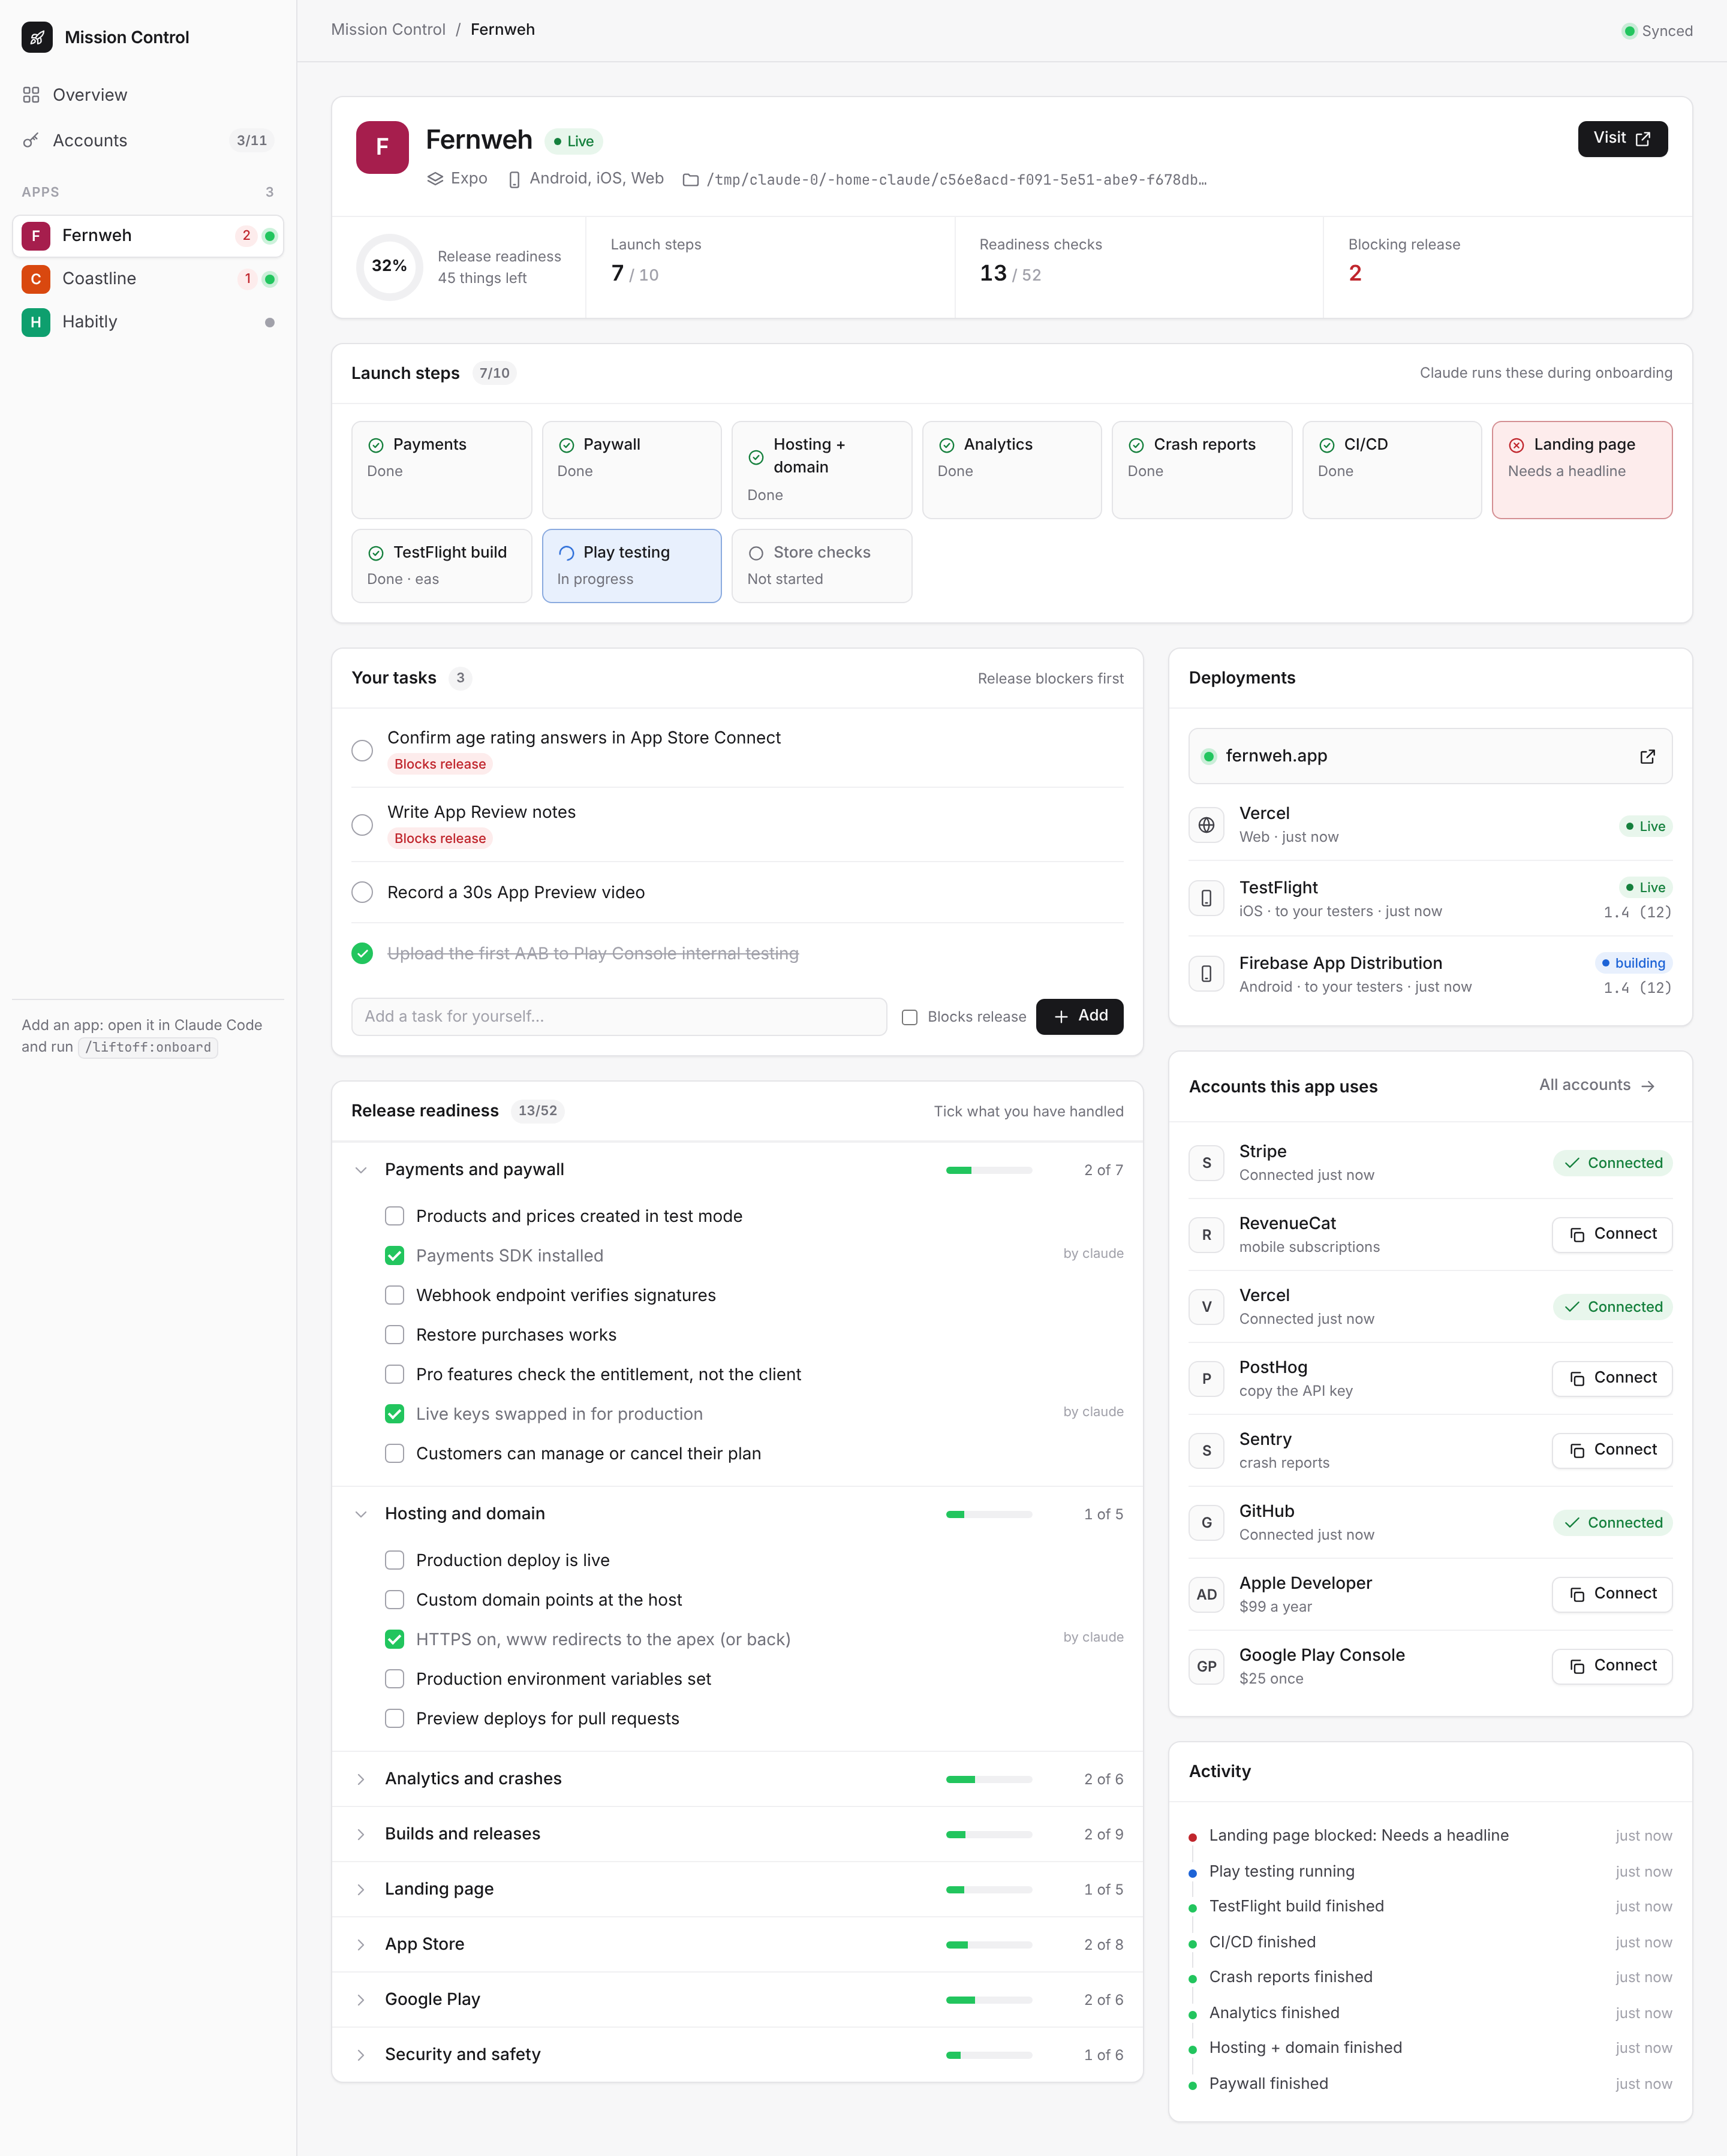 Mission Control
Overview
Accounts 3/11
APPS 3
F Fernweh 2
C Coastline 1
H Habitly
Add an app: open it in Claude Code
and run /liftoff:onboard
Mission Control / Fernweh
Synced
F
Fernweh Live
Visit
Expo Android, iOS, Web /tmp/claude-0/-home-claude/c56e8acd-f091-5e51-abe9-f678db…
32%
Release readiness
45 things left
Launch steps
7 / 10
Readiness checks
13 / 52
Blocking release
2
Launch steps 7/10
Claude runs these during onboarding
Payments
Done
Paywall
Done
Hosting +
domain
Done
Analytics
Done
Crash reports
Done
CI/CD
Done
Landing page
Needs a headline
TestFlight build
Done · eas
Play testing
In progress
Store checks
Not started
Your tasks 3
Release blockers first
Confirm age rating answers in App Store Connect
Blocks release
Write App Review notes
Blocks release
Record a 30s App Preview video
Upload the first AAB to Play Console internal testing
Add a task for yourself...
Blocks release
Add
Release readiness 13/52
Tick what you have handled
Payments and paywall 2 of 7
Products and prices created in test mode
Payments SDK installed by claude
Webhook endpoint verifies signatures
Restore purchases works
Pro features check the entitlement, not the client
Live keys swapped in for production by claude
Customers can manage or cancel their plan
Hosting and domain 1 of 5
Production deploy is live
Custom domain points at the host
HTTPS on, www redirects to the apex (or back) by claude
Production environment variables set
Preview deploys for pull requests
Analytics and crashes 2 of 6
Builds and releases 2 of 9
Landing page 1 of 5
App Store 2 of 8
Google Play 2 of 6
Security and safety 1 of 6
Deployments
fernweh.app
Vercel
Web · just now
Live
TestFlight
iOS · to your testers · just now
Live
1.4 (12)
Firebase App Distribution
Android · to your testers · just now
building
1.4 (12)
Accounts this app uses
All accounts
S
Stripe
Connected just now
Connected
R
RevenueCat
mobile subscriptions
Connect
V
Vercel
Connected just now
Connected
P
PostHog
copy the API key
Connect
S
Sentry
crash reports
Connect
G
GitHub
Connected just now
Connected
AD
Apple Developer
$99 a year
Connect
GP
Google Play Console
$25 once
Connect
Activity
Landing page blocked: Needs a headline just now
Play testing running just now
TestFlight build finished just now
CI/CD finished just now
Crash reports finished just now
Analytics finished just now
Hosting + domain finished just now
Paywall finished just now